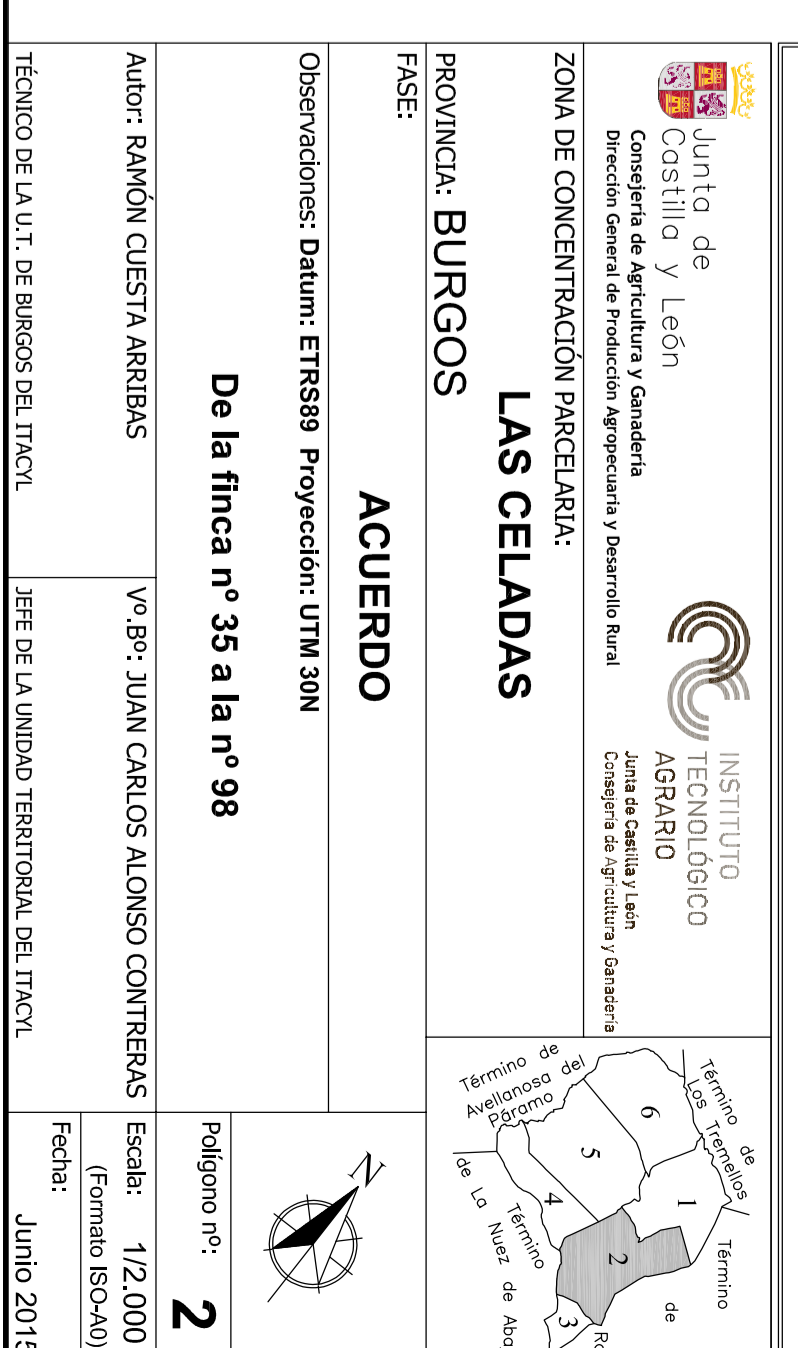 Junta de
Castilla y León
Consejería de Agricultura y Ganadería
Dirección General de Producción Agropecuaria y Desarrollo Rural
INSTITUTO
TECNOLÓGICO
AGRARIO
Junta de Castilla y León
Consejería de Agricultura y Ganadería
ZONA DE CONCENTRACIÓN PARCELARIA:
LAS CELADAS
PROVINCIA: BURGOS
Término de
Los Tremellos
Término
de
Término de
Avellanosa del
Páramo
Término
de La Nuez de Aba
Ro
6
5
4
1
2
3
FASE:
ACUERDO
Observaciones: Datum: ETRS89 Proyección: UTM 30N
De la finca nº 35 a la nº 98
N
Polígono nº: 2
Autor: RAMÓN CUESTA ARRIBAS
TÉCNICO DE LA U.T. DE BURGOS DEL ITACYL
Vº.Bº: JUAN CARLOS ALONSO CONTRERAS
JEFE DE LA UNIDAD TERRITORIAL DEL ITACYL
Escala: 1/2.000
(Formato ISO-A0)
Fecha: Junio 2015